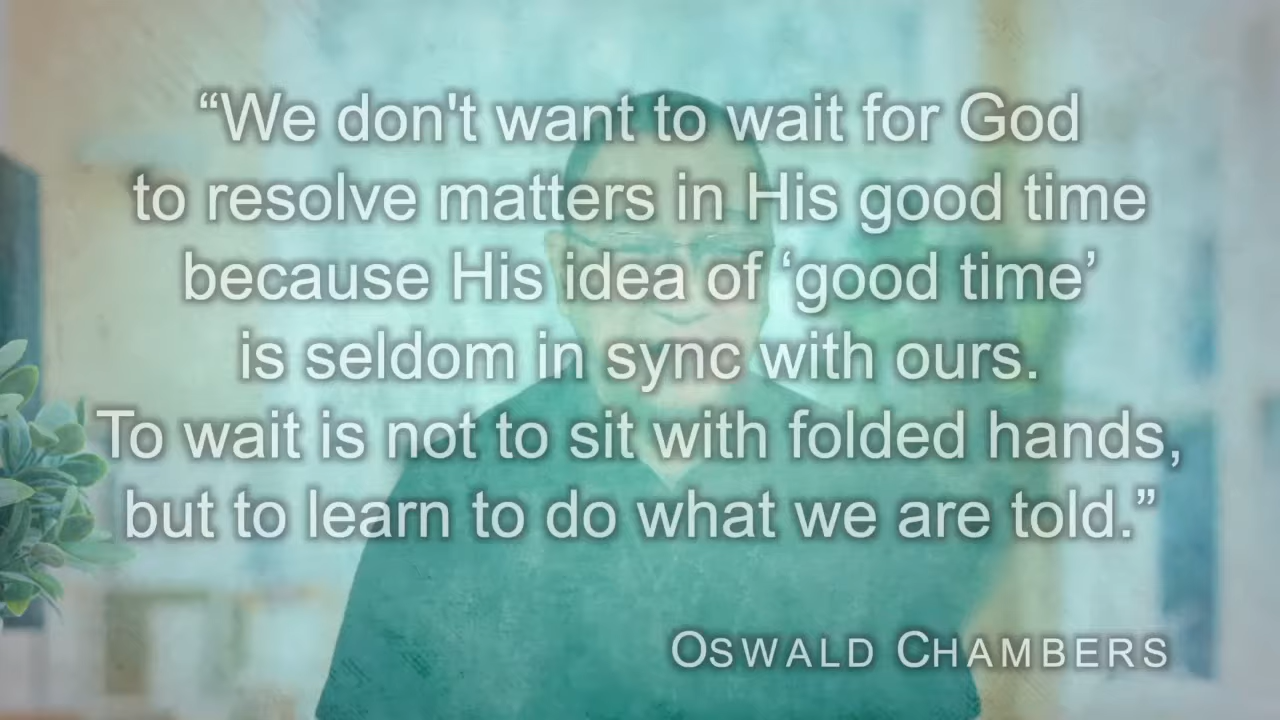 “We don't want to wait for God
to resolve matters in His good time
because His idea of ‘good time’
is seldom in sync with ours.
To wait is not to sit with folded hands,
but to learn to do what we are told.”
OSWALD CHAMBERS